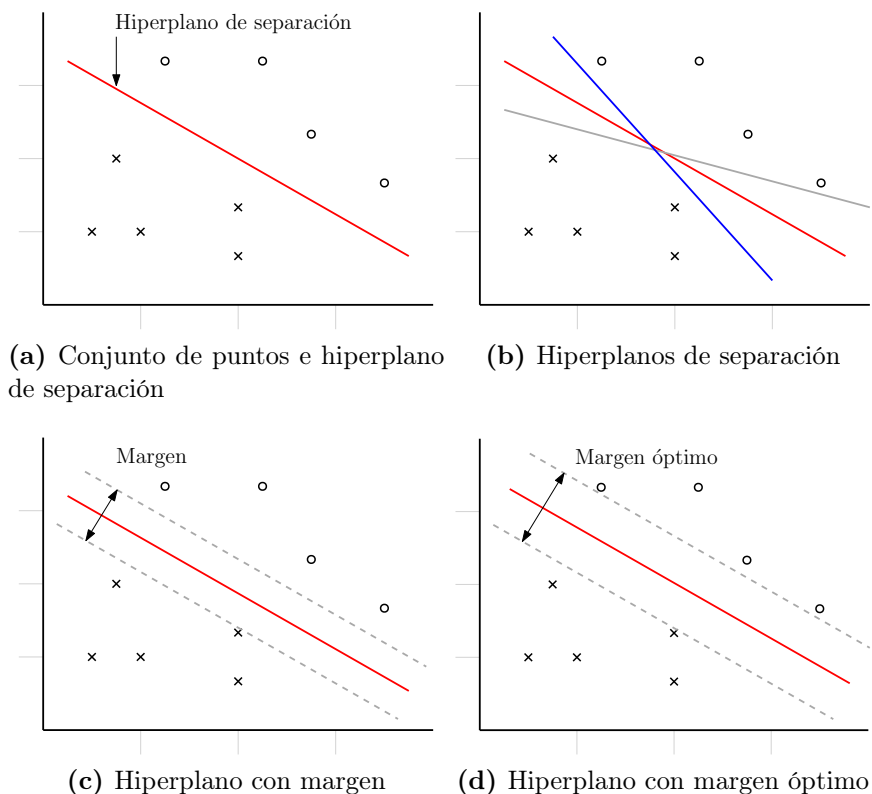 Hiperplano de separación
(a) Conjunto de puntos e hiperplano
de separación
(b) Hiperplanos de separación
Margen
(c) Hiperplano con margen
Margen óptimo
(d) Hiperplano con margen óptimo